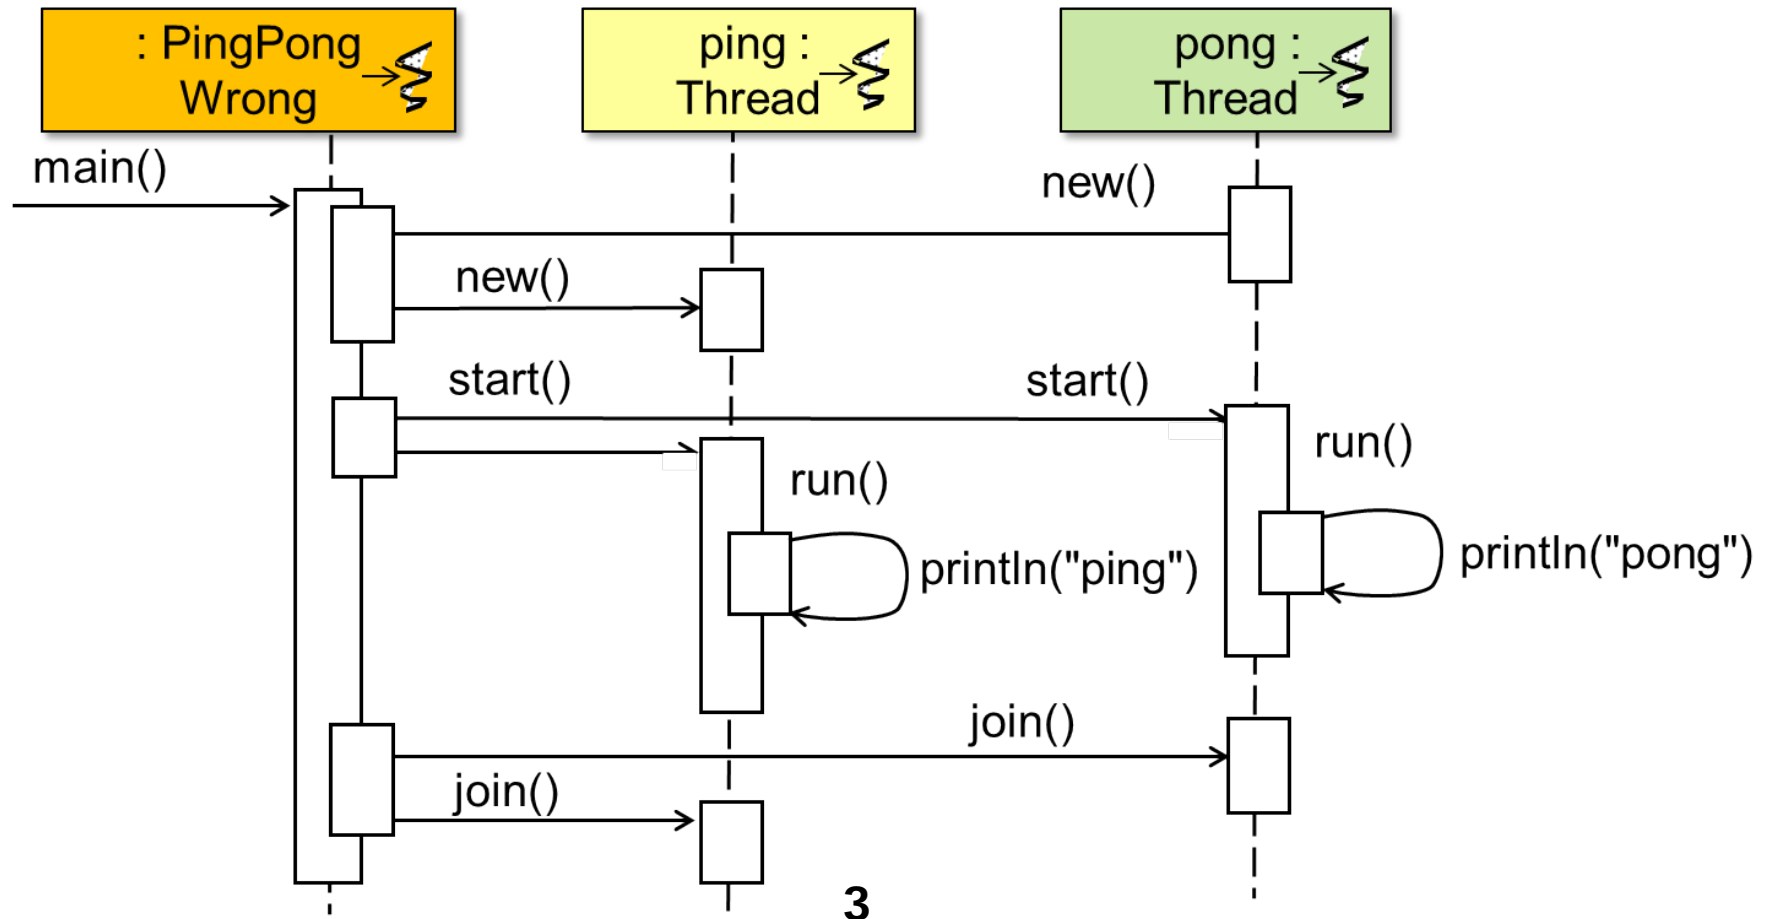 : PingPong
Wrong
ping :
Thread
pong :
Thread
main()
new()
new()
start()
start()
run()
run()
println("ping")
println("pong")
join()
join()
3